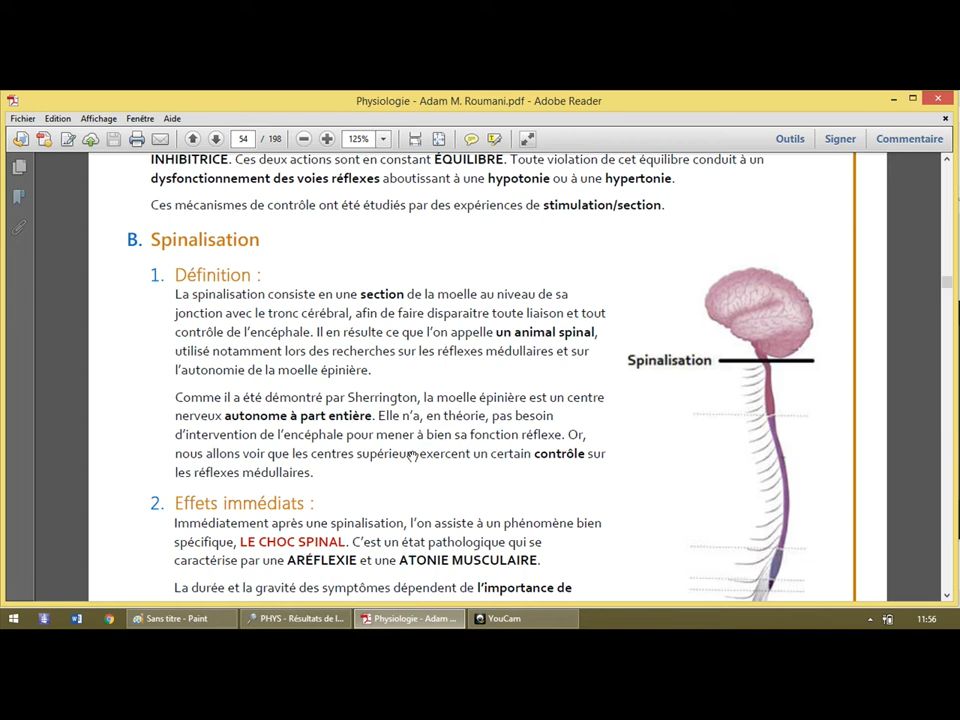 Physiologie - Adam M. Roumani.pdf - Adobe Reader
Fichier Edition Affichage Fenêtre Aide
54 / 198 125% Outils Signer Commentaire
INHIBITRICE. Ces deux actions sont en constant ÉQUILIBRE. Toute violation de cet équilibre conduit à un
dysfonctionnement des voies réflexes aboutissant à une hypotonie ou à une hypertonie.
Ces mécanismes de contrôle ont été étudiés par des expériences de stimulation/section.
B. Spinalisation
1. Définition :
La spinalisation consiste en une section de la moelle au niveau de sa
jonction avec le tronc cérébral, afin de faire disparaitre toute liaison et tout
contrôle de l'encéphale. Il en résulte ce que l'on appelle un animal spinal,
utilisé notamment lors des recherches sur les réflexes médullaires et sur
l'autonomie de la moelle épinière.
Spinalisation
Comme il a été démontré par Sherrington, la moelle épinière est un centre
nerveux autonome à part entière. Elle n'a, en théorie, pas besoin
d'intervention de l'encéphale pour mener à bien sa fonction réflexe. Or,
nous allons voir que les centres supérieurs exercent un certain contrôle sur
les réflexes médullaires.
2. Effets immédiats :
Immédiatement après une spinalisation, l'on assiste à un phénomène bien
spécifique, LE CHOC SPINAL. C'est un état pathologique qui se
caractérise par une ARÉFLEXIE et une ATONIE MUSCULAIRE.
La durée et la gravité des symptômes dépendent de l'importance de
Sans titre - Paint PHYS - Résultats de l... Physiologie - Adam ... YouCam 11:56